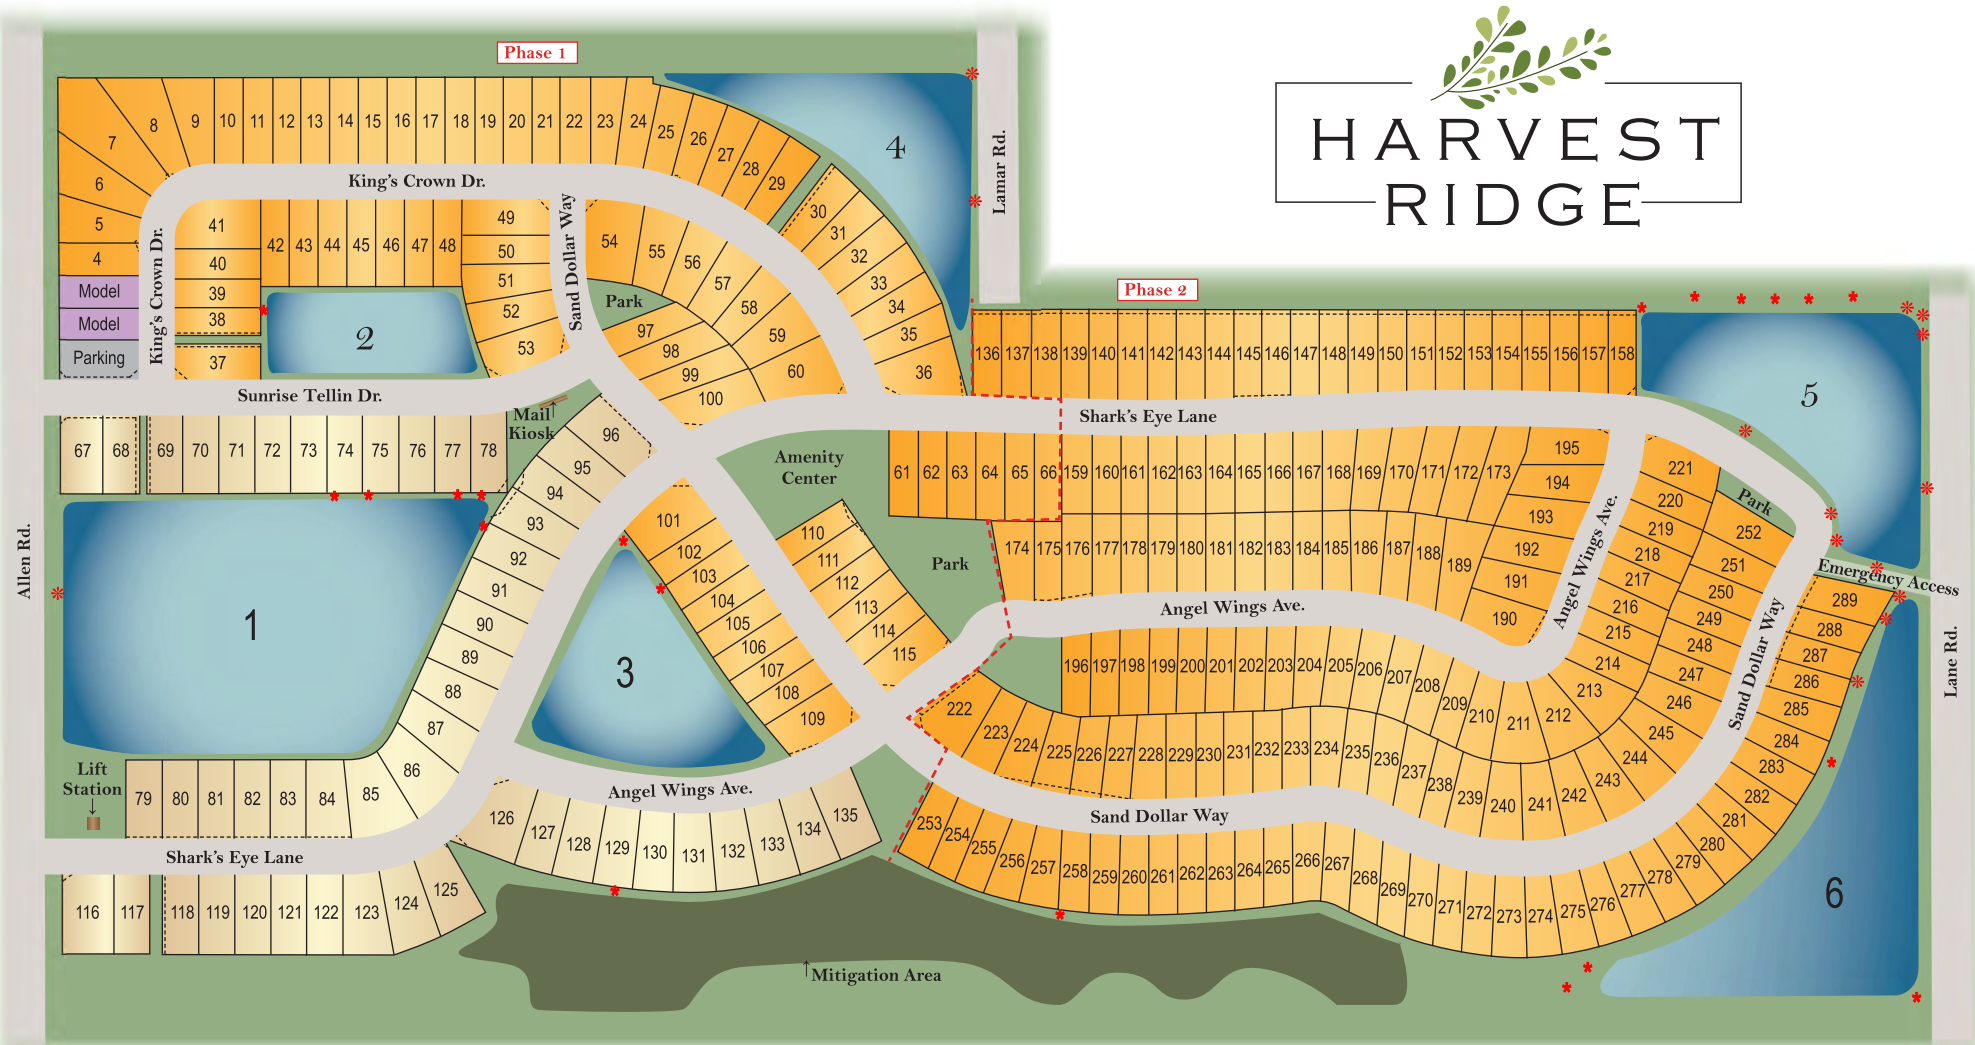 Phase 1
HARVEST
RIDGE
7 8 9 10 11 12 13 14 15 16 17 18 19 20 21 22 23 24 25 26 27 28 29
4
Lamar Rd.
King's Crown Dr.
6
5
4
Model
Model
Parking
King's Crown Dr.
41
40
39
38
37
42 43 44 45 46 47 48
49
50
51
52
53
Sand Dollar Way
54 55 56 57 58 59 60
30
31
32
33
34
35
36
2
Park
97
98
99
100
Phase 2
136 137 138 139 140 141 142 143 144 145 146 147 148 149 150 151 152 153 154 155 156 157 158
5
Sunrise Tellin Dr.
Mail
Kiosk
Shark's Eye Lane
67 68 69 70 71 72 73 74 75 76 77 78
96
95
94
93
92
91
90
89
88
87
86
85
Amenity
Center
61 62 63 64 65 66 159 160 161 162 163 164 165 166 167 168 169 170 171 172 173
195
194
193
192
191
190
Angel Wings Ave.
221
220
219
218
217
216
215
214
213
212
211
210
209
Park
252
251
250
249
248
247
246
245
244
243
242
241
240
239
238
237
Emergency Access
Allen Rd.
1
3
101
102
103
104
105
106
107
108
109
110
111
112
113
114
115
Park
174 175 176 177 178 179 180 181 182 183 184 185 186 187 188 189
Angel Wings Ave.
196 197 198 199 200 201 202 203 204 205 206 207 208
Sand Dollar Way
289
288
287
286
285
284
283
282
281
280
279
278
277
276
Lane Rd.
222 223 224 225 226 227 228 229 230 231 232 233 234 235 236
Lift
Station
79 80 81 82 83 84
Angel Wings Ave.
Sand Dollar Way
126 127 128 129 130 131 132 133 134 135
253 254 255 256 257 258 259 260 261 262 263 264 265 266 267 268 269 270 271 272 273 274 275
Shark's Eye Lane
116 117 118 119 120 121 122 123 124 125
6
Mitigation Area